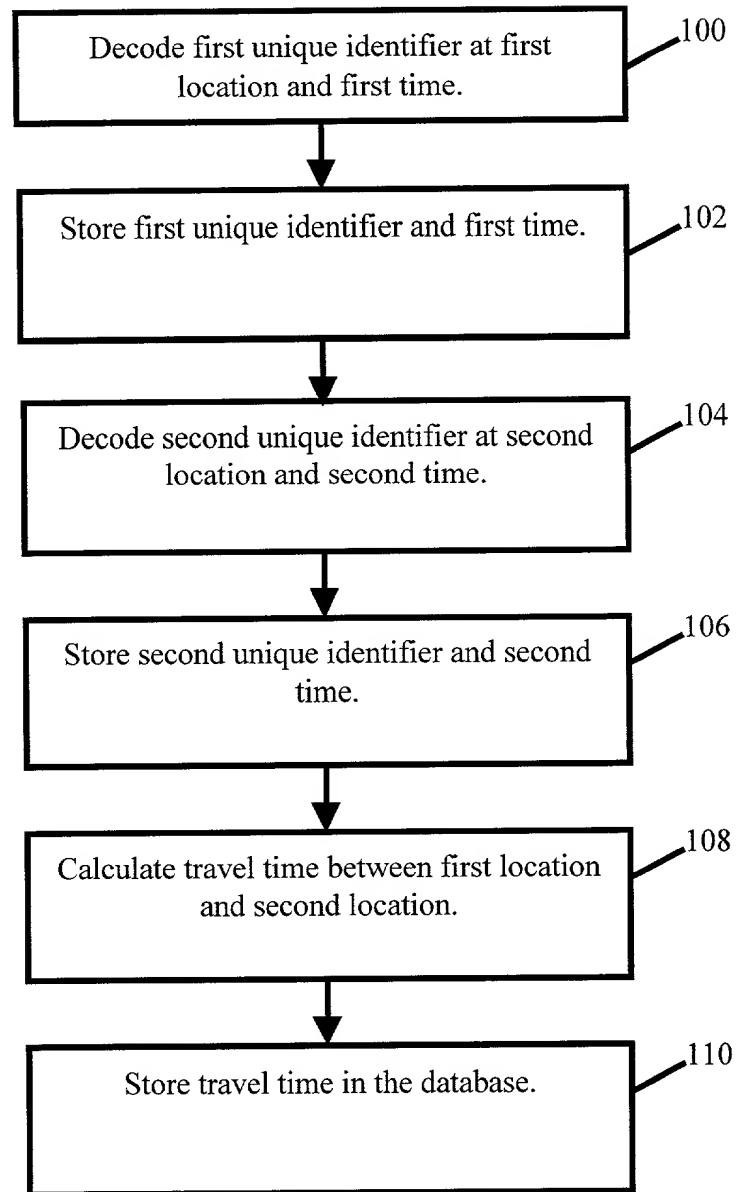 Decode first unique identifier at first
location and first time.
100
Store first unique identifier and first time.
102
Decode second unique identifier at second
location and second time.
104
Store second unique identifier and second
time.
106
Calculate travel time between first location
and second location.
108
Store travel time in the database.
110